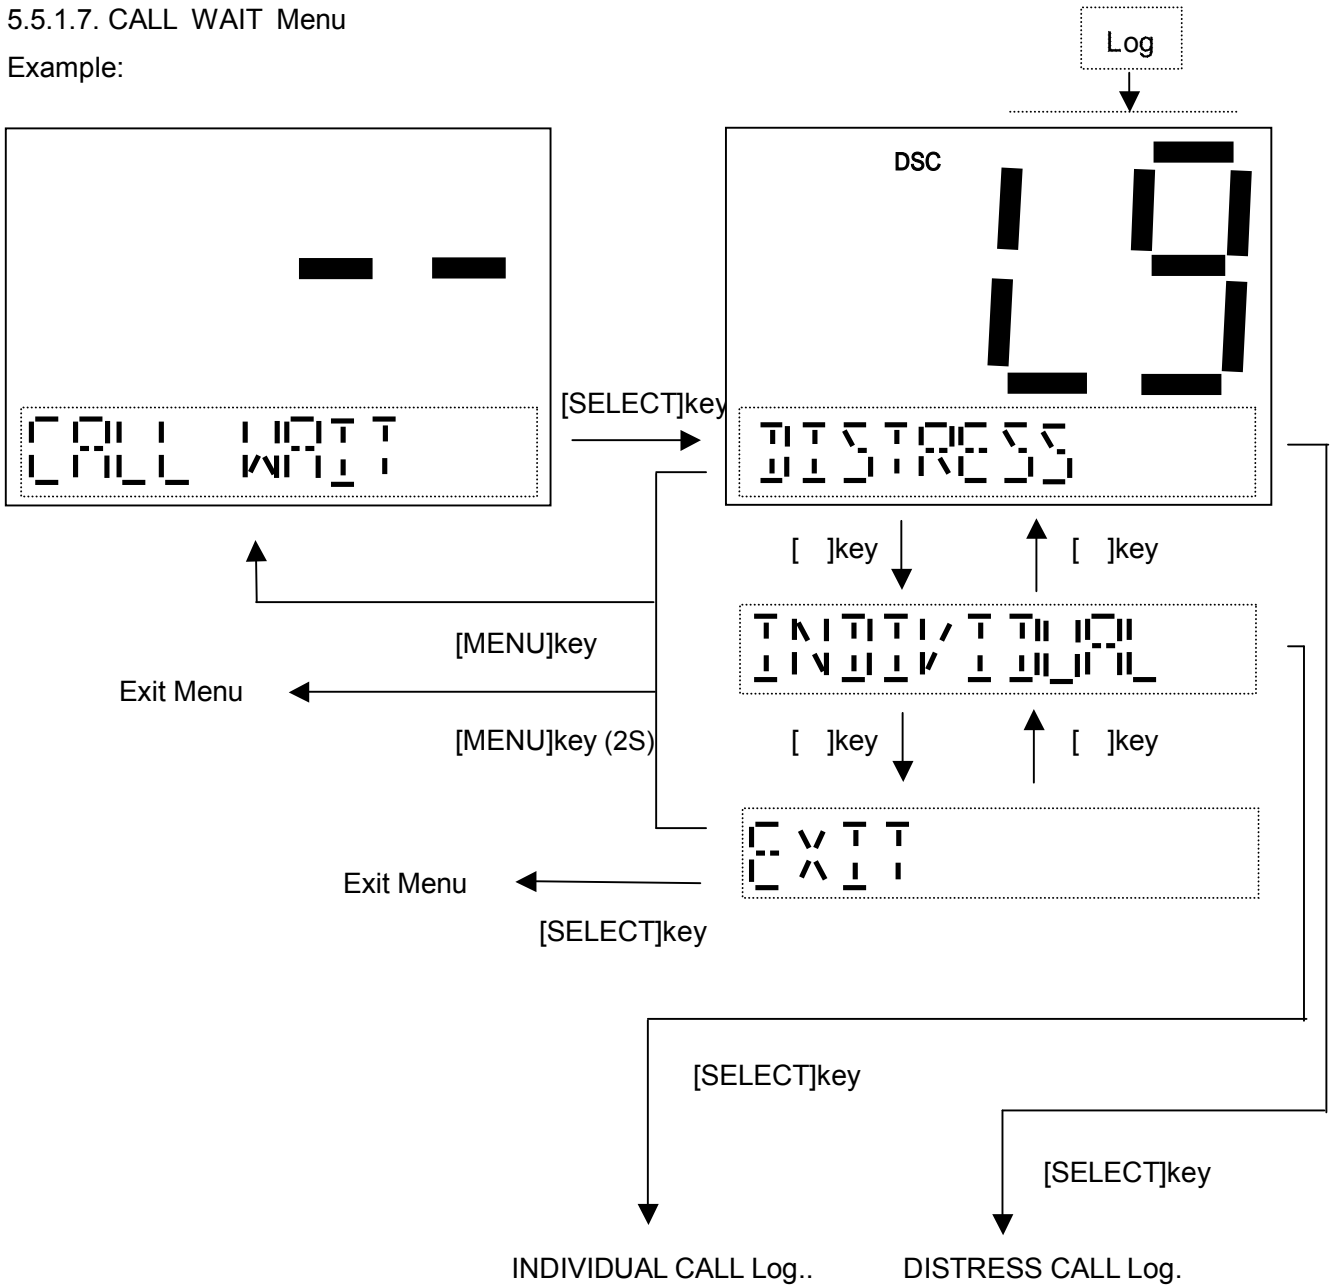 5.5.1.7. CALL WAIT Menu
Log
Example:
DSC
L9
[SELECT]key
CALL WAIT
DISTRESS
[ ]key
[ ]key
INDIVIDUAL
[MENU]key
Exit Menu
[MENU]key (2S)
[ ]key
[ ]key
EXIT
Exit Menu
[SELECT]key
[SELECT]key
[SELECT]key
INDIVIDUAL CALL Log..
DISTRESS CALL Log.